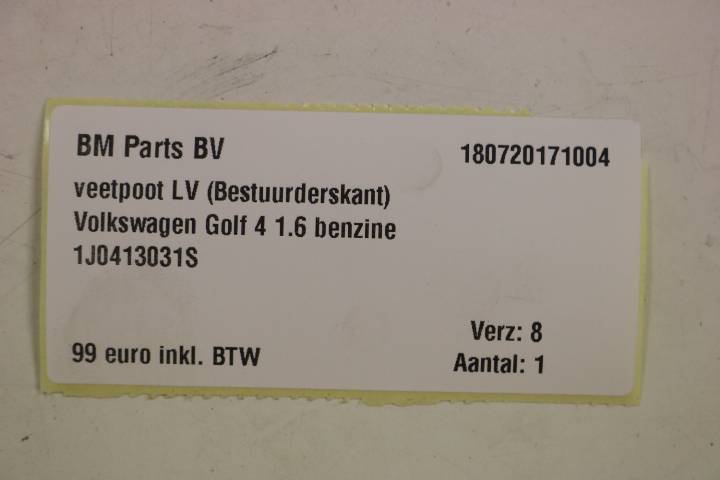 BM Parts BV 180720171004
veetpoot LV (Bestuurderskant)
Volkswagen Golf 4 1.6 benzine
1J0413031S
Verz: 8
99 euro inkl. BTW Aantal: 1